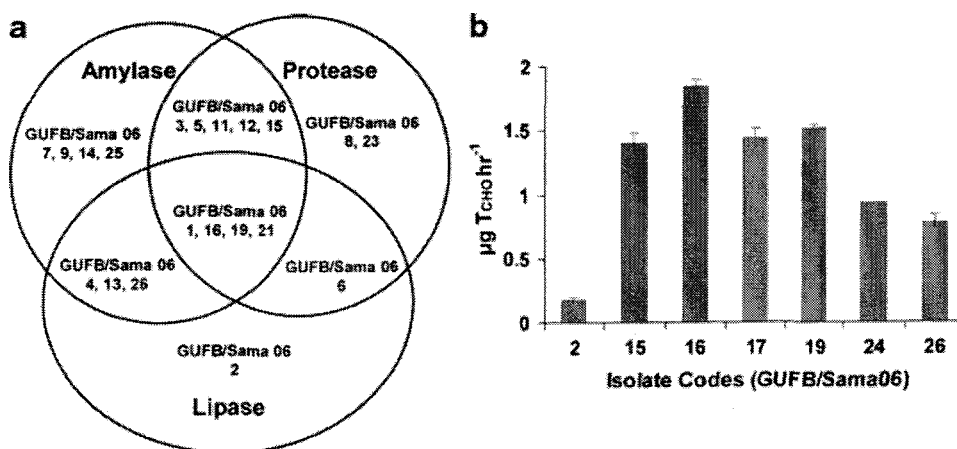 a
Amylase
Protease
GUFB/Sama 06
3, 5, 11, 12, 15
GUFB/Sama 06
7, 9, 14, 25
GUFB/Sama 06
8, 23
GUFB/Sama 06
1, 16, 19, 21
GUFB/Sama 06
4, 13, 26
GUFB/Sama 06
6
GUFB/Sama 06
2
Lipase
b
µg TCHO hr-1
2
1.5
1
0.5
0
2 15 16 17 19 24 26
Isolate Codes (GUFB/Sama06)